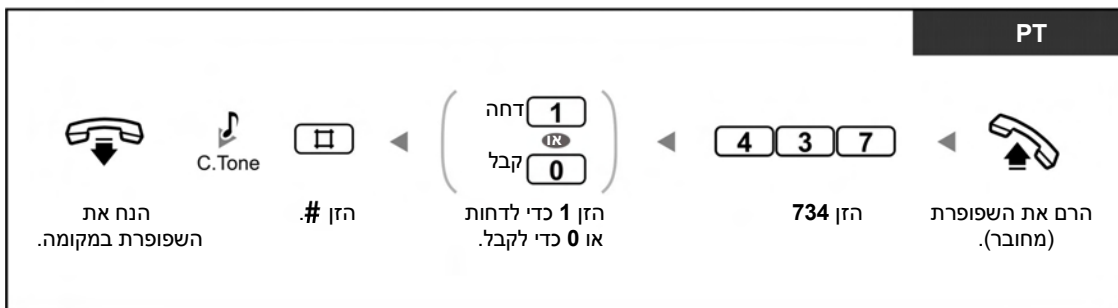 PT
4 3 7
1 דחה
או
0 קבל
#
C.Tone
הרם את השפופרת
(מחובר).
הזן 734
הזן 1 כדי לדחות
או 0 כדי לקבל.
הזן #.
הנח את
השפופרת במקומה.